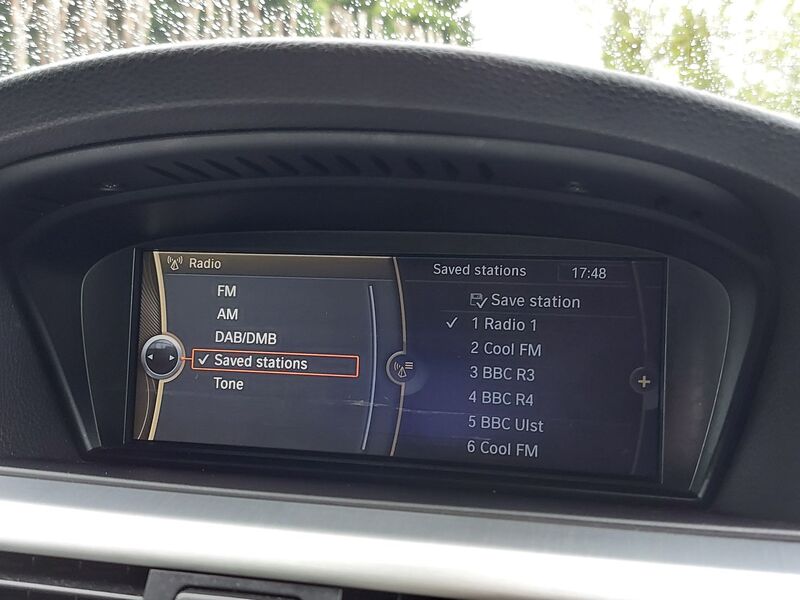 Radio
FM
AM
DAB/DMB
Saved stations
Tone
Saved stations 17:48
Save station
1 Radio 1
2 Cool FM
3 BBC R3
4 BBC R4
5 BBC Ulst
6 Cool FM